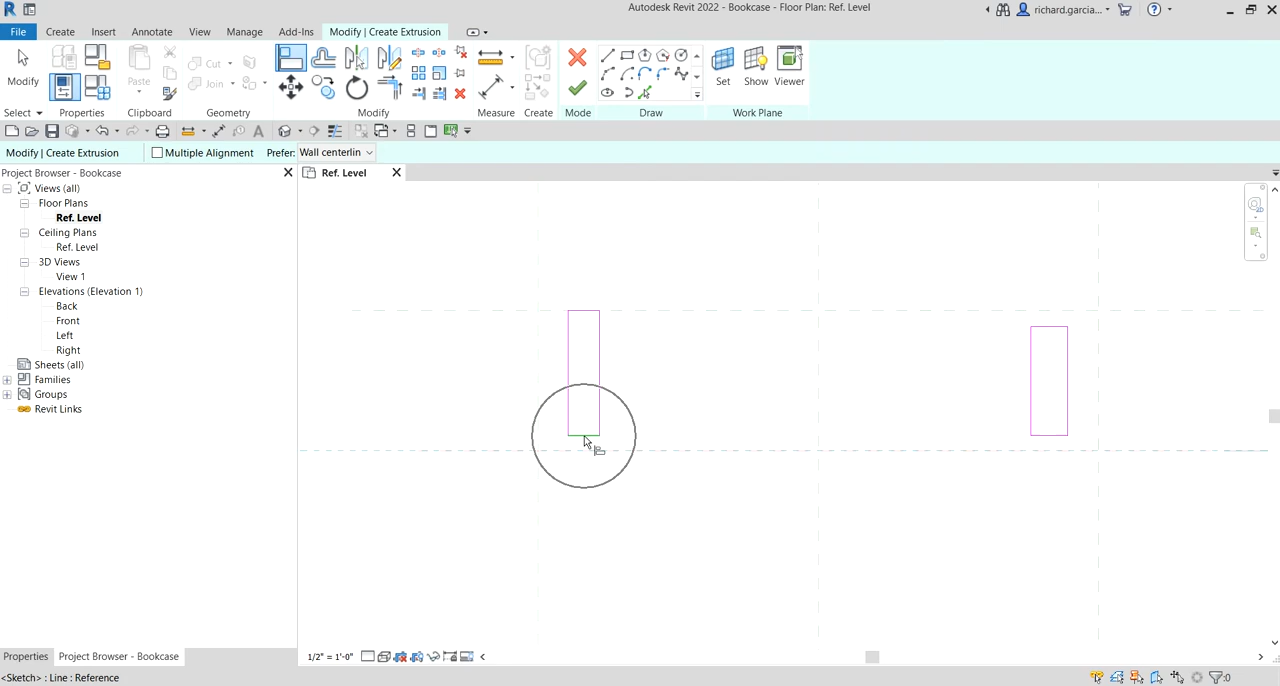 Autodesk Revit 2022 - Bookcase - Floor Plan: Ref. Level
richard.garcia...
File Create Insert Annotate View Manage Add-Ins Modify | Create Extrusion
Modify
Paste
Cut
Join
Set Show Viewer
Select Properties Clipboard Geometry Modify Measure Create Mode Draw Work Plane
Modify | Create Extrusion Multiple Alignment Prefer: Wall centerlin
Project Browser - Bookcase
Ref. Level
Views (all)
Floor Plans
Ref. Level
Ceiling Plans
Ref. Level
3D Views
View 1
Elevations (Elevation 1)
Back
Front
Left
Right
Sheets (all)
Families
Groups
Revit Links
2D
Properties Project Browser - Bookcase
1/2" = 1'-0"
<Sketch> : Line : Reference
:0